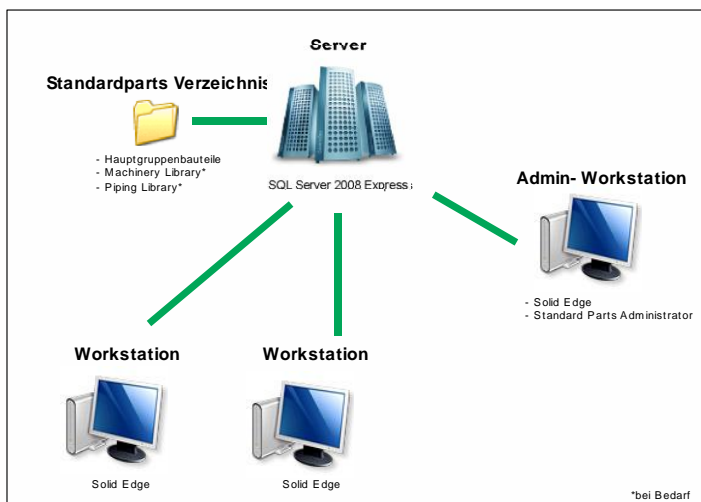 Server
Standardparts Verzeichnis
- Hauptgruppenbauteile
- Machinery Library*
- Piping Library*
SQL Server 2008 Express
Admin- Workstation
- Solid Edge
- Standard Parts Administrator
Workstation
Workstation
Solid Edge
Solid Edge
*bei Bedarf